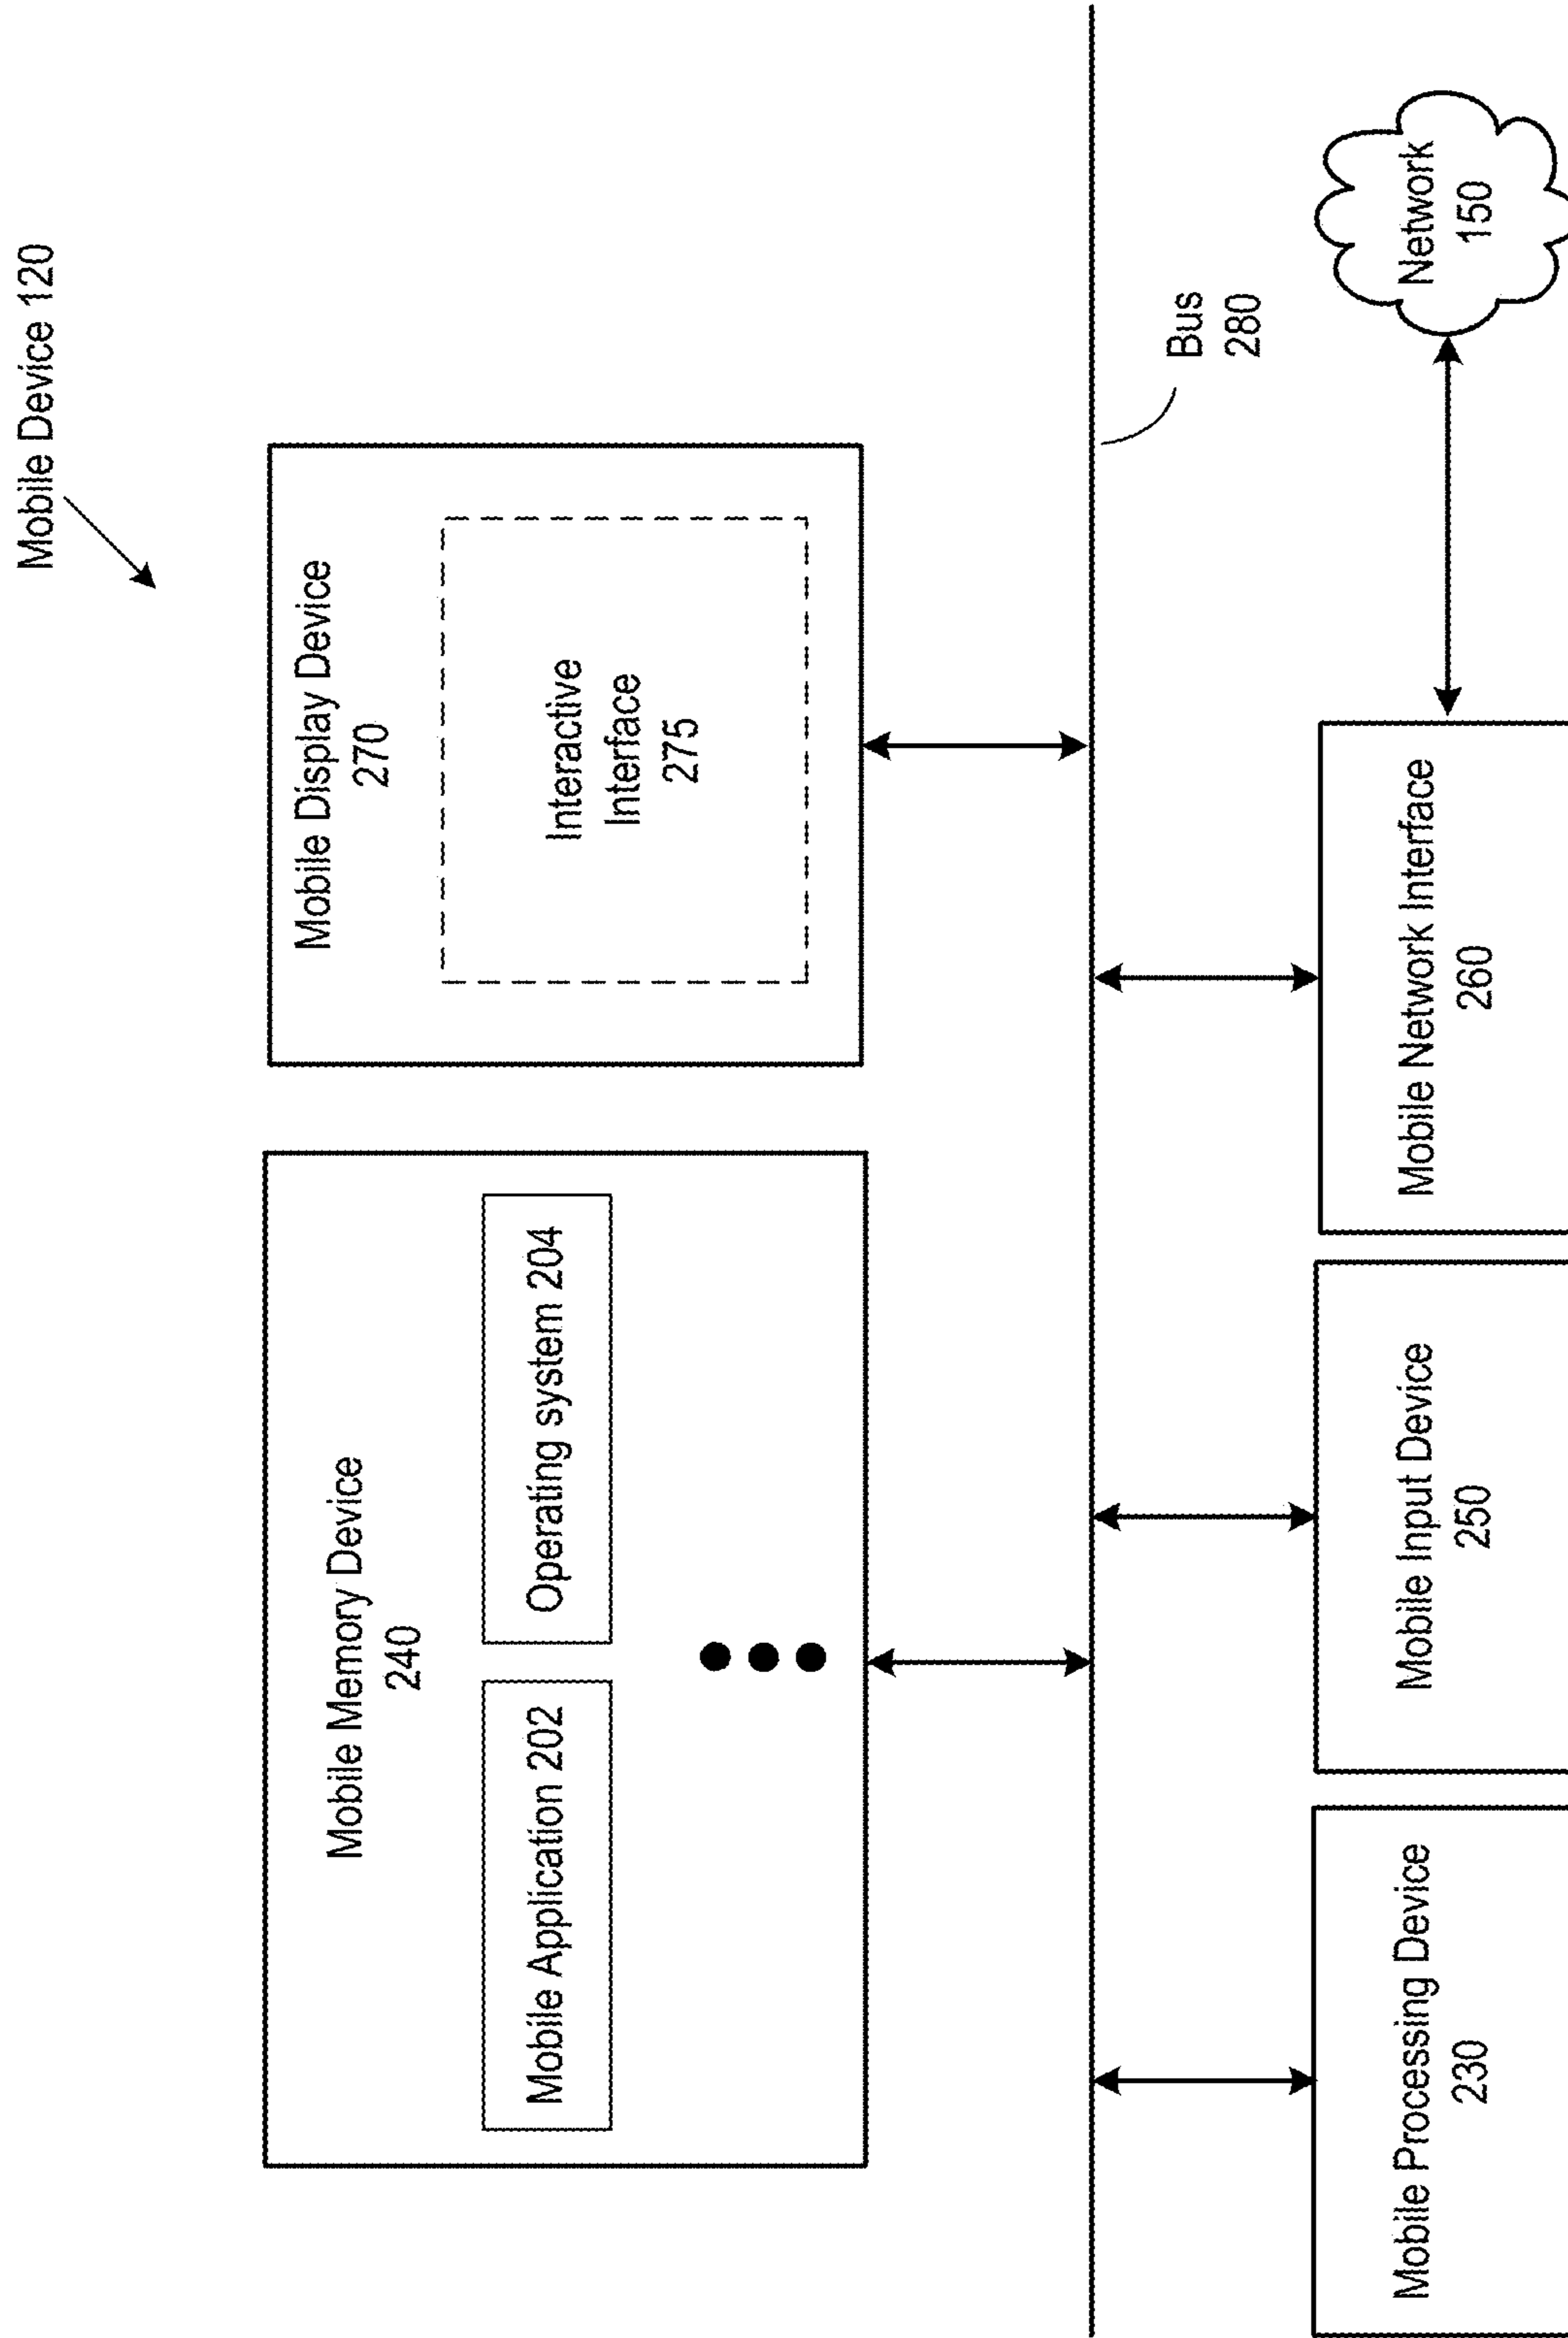 Mobile Device 120
Mobile Memory Device
240
Mobile Application 202
Operating system 204
Mobile Display Device
270
Interactive
Interface
275
Bus
280
Mobile Processing Device
230
Mobile Input Device
250
Mobile Network Interface
260
Network
150